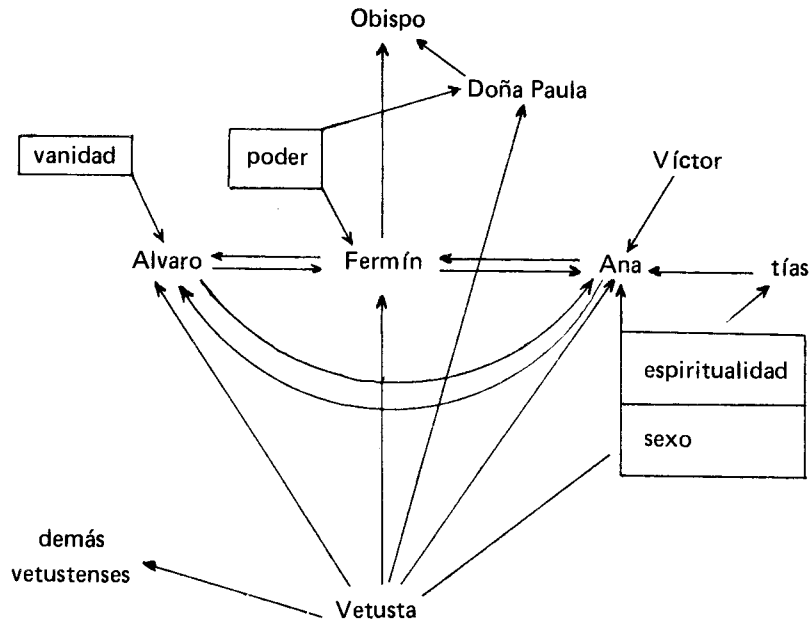 Obispo
Doña Paula
vanidad
poder
Víctor
Alvaro
Fermín
Ana
tías
espiritualidad
sexo
demás
vetustenses
Vetusta